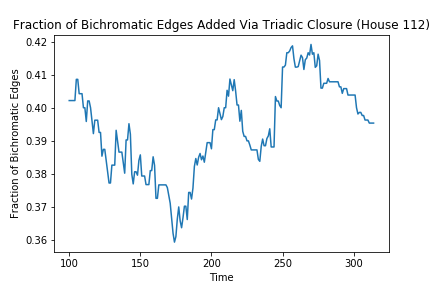 Fraction of Bichromatic Edges Added Via Triadic Closure (House 112)
Fraction of Bichromatic Edges
0.42
0.41
0.40
0.39
0.38
0.37
0.36
100 150 200 250 300
Time